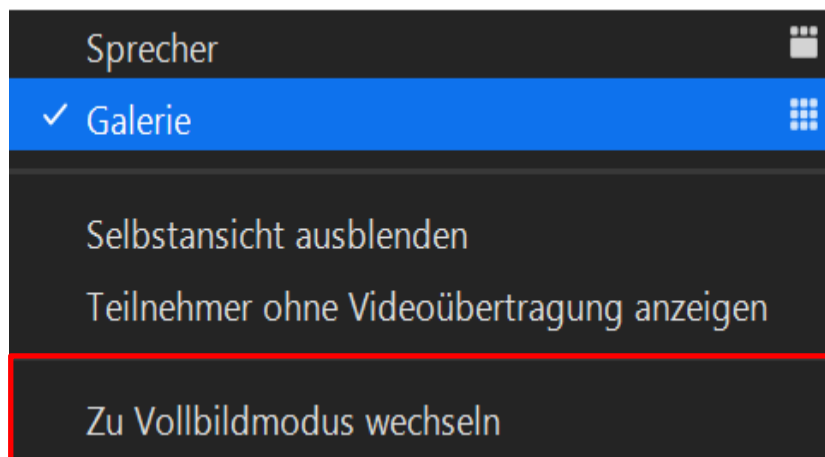 Sprecher
Galerie
Selbstansicht ausblenden
Teilnehmer ohne Videoübertragung anzeigen
Zu Vollbildmodus wechseln